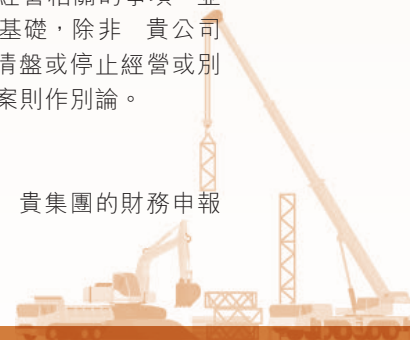 經營相關的事項
基礎，除非 貴公司
清盤或停止經營或別
案則作別論。
貴集團的財務申報